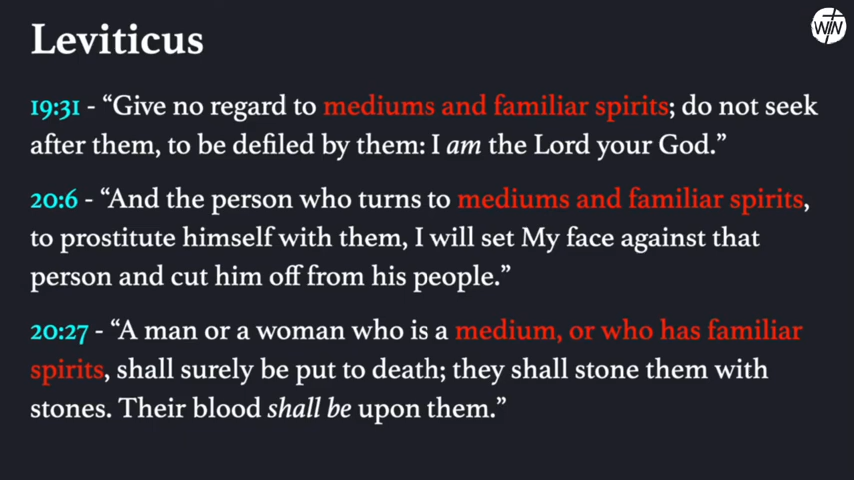 Leviticus
WIN
19:31 - “Give no regard to mediums and familiar spirits; do not seek
after them, to be defiled by them: I am the Lord your God.”
20:6 - “And the person who turns to mediums and familiar spirits,
to prostitute himself with them, I will set My face against that
person and cut him off from his people.”
20:27 - “A man or a woman who is a medium, or who has familiar
spirits, shall surely be put to death; they shall stone them with
stones. Their blood shall be upon them.”